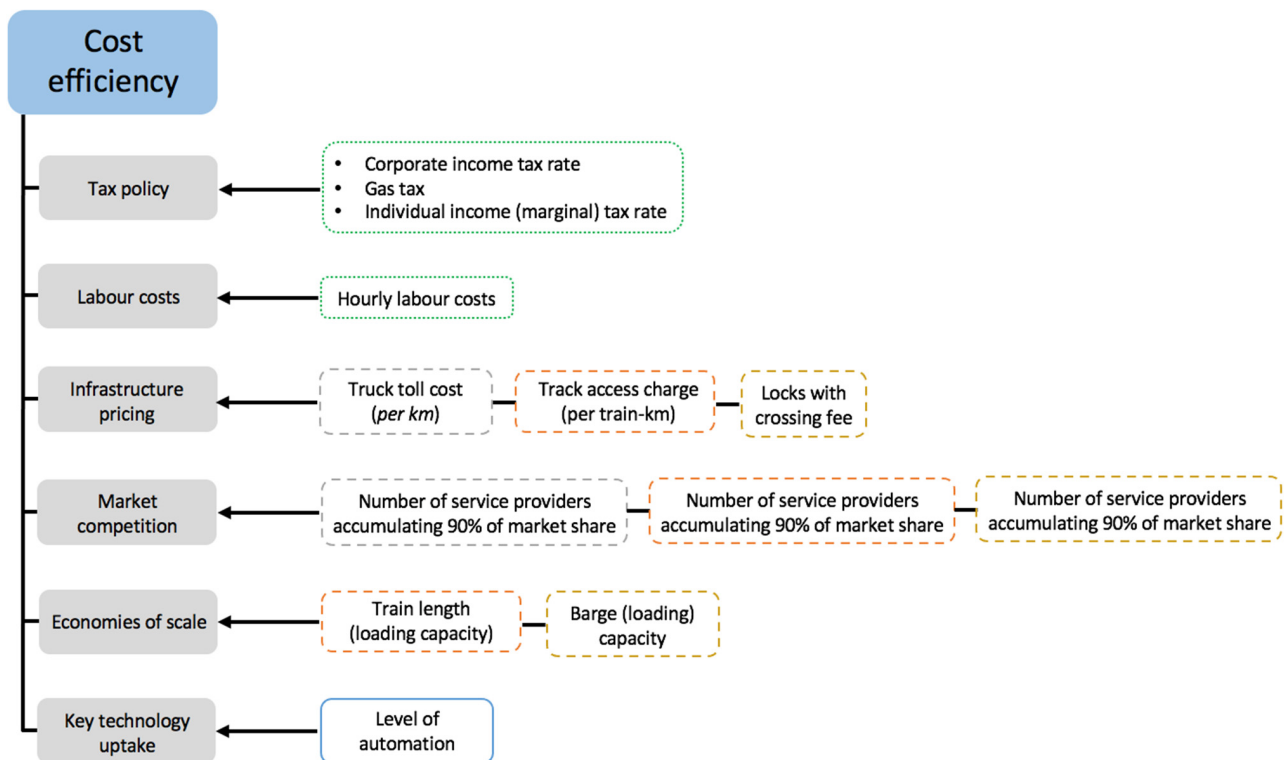 Cost
efficiency
Tax policy
• Corporate income tax rate
• Gas tax
• Individual income (marginal) tax rate
Labour costs
Hourly labour costs
Infrastructure
pricing
Truck toll cost
(per km)
Track access charge
(per train-km)
Locks with
crossing fee
Market
competition
Number of service providers
accumulating 90% of market share
Number of service providers
accumulating 90% of market share
Number of service providers
accumulating 90% of market share
Economies of scale
Train length
(loading capacity)
Barge (loading)
capacity
Key technology
uptake
Level of
automation